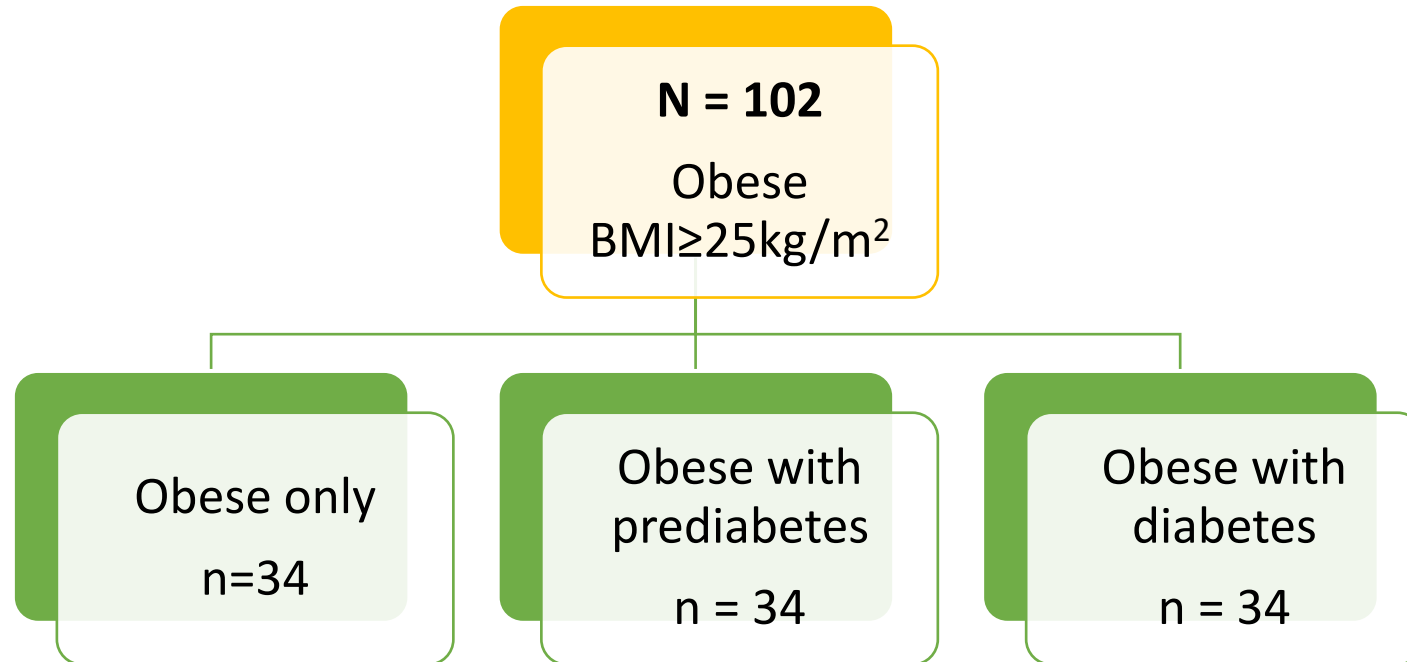 N = 102
Obese
BMI≥25kg/m²
Obese only
n=34
Obese with
prediabetes
n = 34
Obese with
diabetes
n = 34